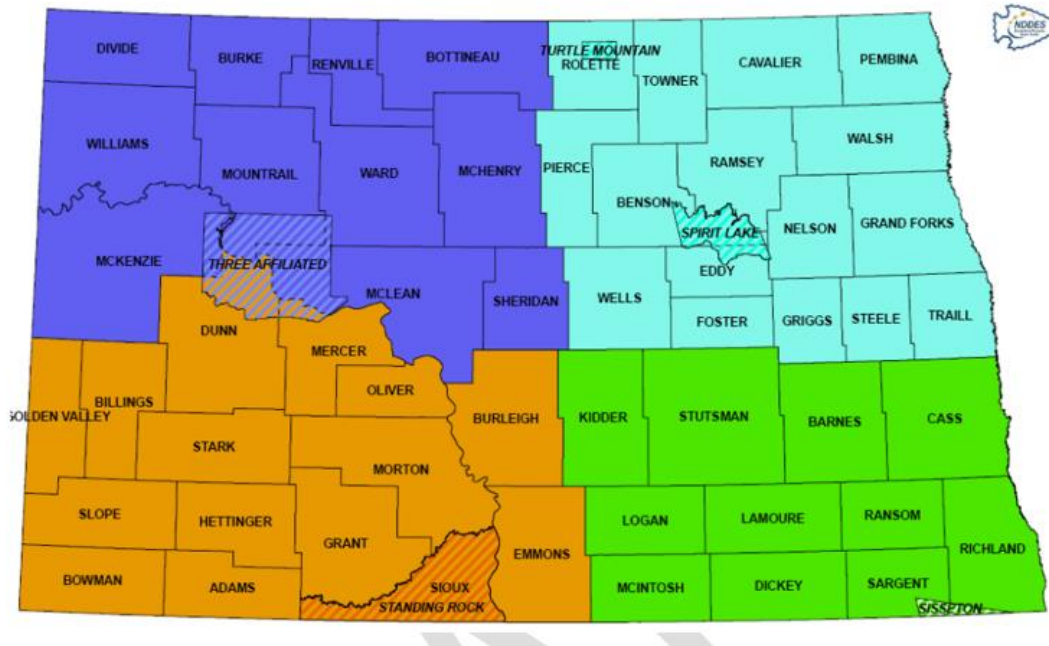 NDDES
DIVIDE
BURKE
RENVILLE
BOTTINEAU
TURTLE MOUNTAIN
ROLETTE
TOWNER
CAVALIER
PEMBINA
WILLIAMS
MOUNTRAIL
WARD
MCHENRY
PIERCE
BENSON
RAMSEY
WALSH
MCKENZIE
THREE AFFILIATED
MCLEAN
SHERIDAN
WELLS
SPIRIT LAKE
EDDY
NELSON
GRAND FORKS
DUNN
MERCER
OLIVER
FOSTER
GRIGGS
STEELE
TRAILL
OLDEN VALLEY
BILLINGS
STARK
MORTON
BURLEIGH
KIDDER
STUTSMAN
BARNES
CASS
SLOPE
HETTINGER
GRANT
EMMONS
LOGAN
LAMOURE
RANSOM
RICHLAND
BOWMAN
ADAMS
SIOUX
STANDING ROCK
MCINTOSH
DICKEY
SARGENT
SISSETON